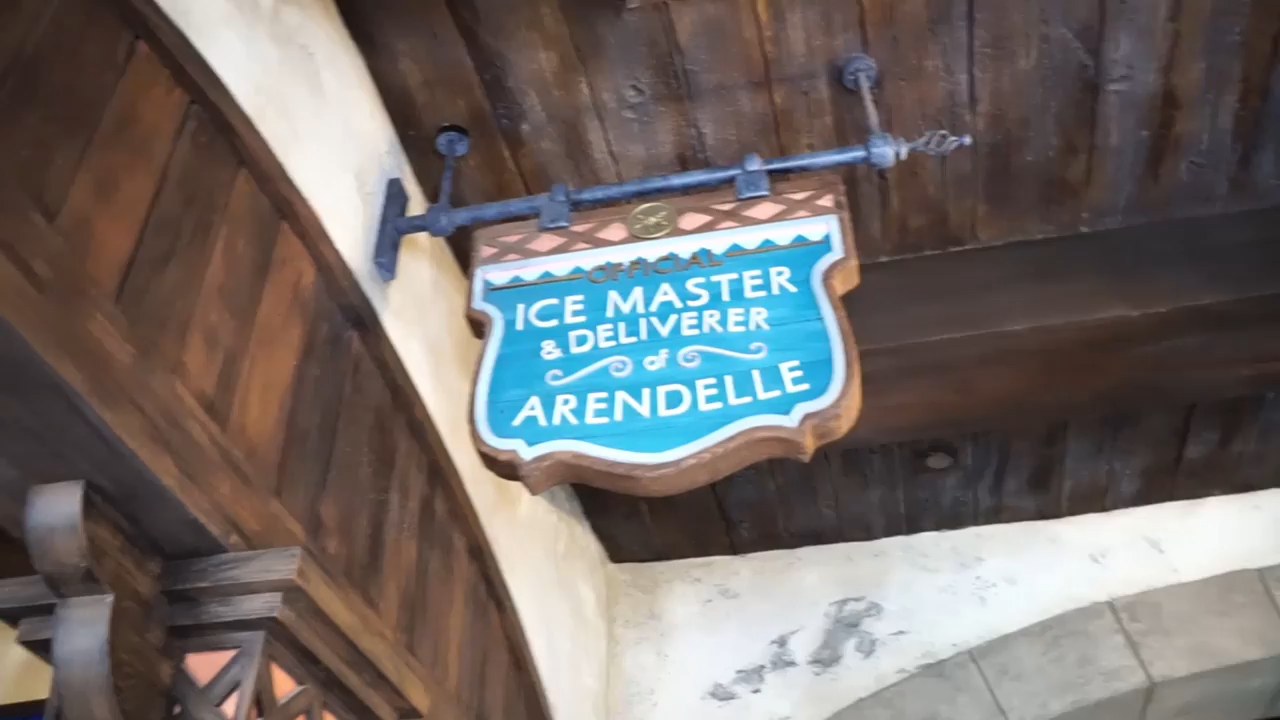 OFFICIAL
ICE MASTER
& DELIVERER
of
ARENDELLE